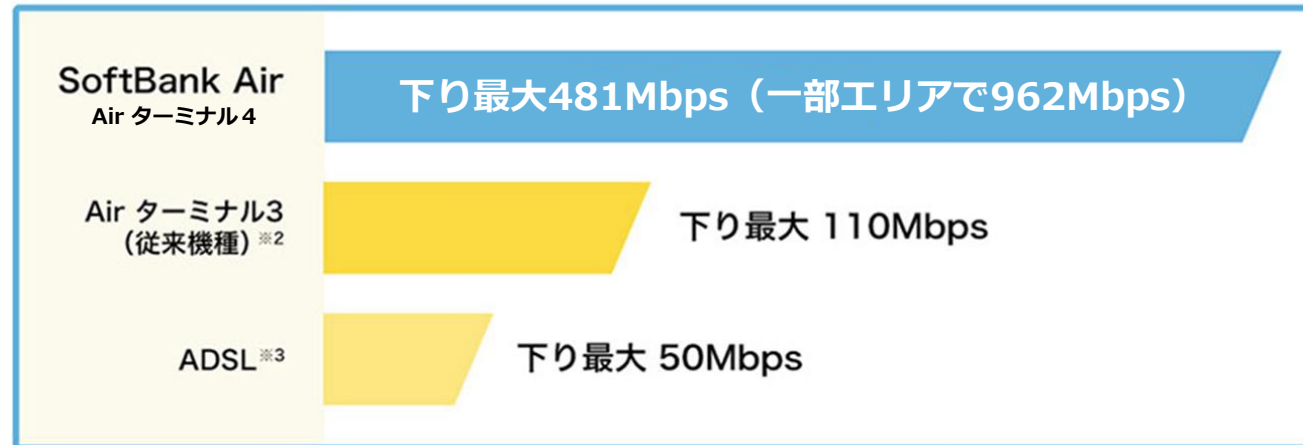 SoftBank Air
Air ターミナル4
下り最大481Mbps（一部エリアで962Mbps）
Air ターミナル3
（従来機種）※2
下り最大 110Mbps
ADSL※3
下り最大 50Mbps